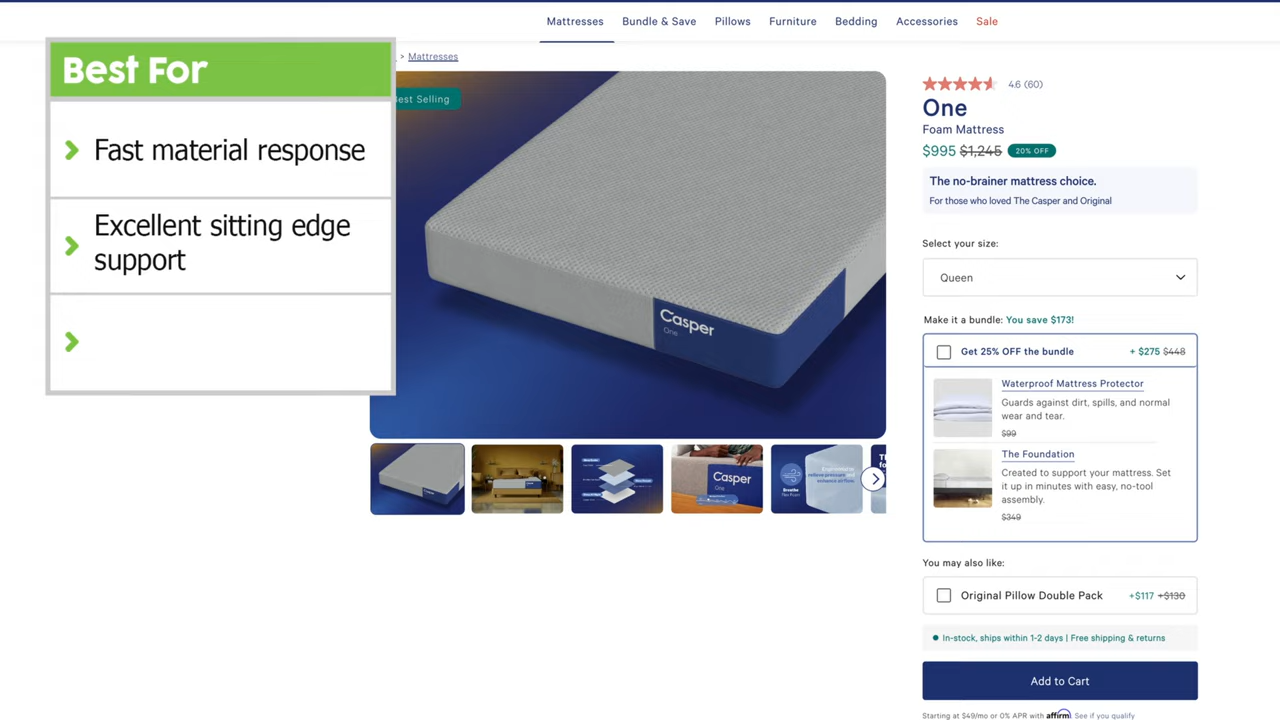 Mattresses Bundle & Save Pillows Furniture Bedding Accessories Sale
Best For
Fast material response
Excellent sitting edge
support
> Mattresses
est Selling
Casper
One
Casper
One
4.6 (60)
One
Foam Mattress
$995 $1,245 20% OFF
The no-brainer mattress choice.
For those who loved The Casper and Original
Select your size:
Queen
Make it a bundle: You save $173!
Get 25% OFF the bundle + $275 $448
Waterproof Mattress Protector
Guards against dirt, spills, and normal
wear and tear.
$99
The Foundation
Created to support your mattress. Set
it up in minutes with easy, no-tool
assembly.
$349
You may also like:
Original Pillow Double Pack +$117 +$130
In-stock, ships within 1-2 days | Free shipping & returns
Add to Cart
Starting at $49/mo or 0% APR with affirm See if you qualify